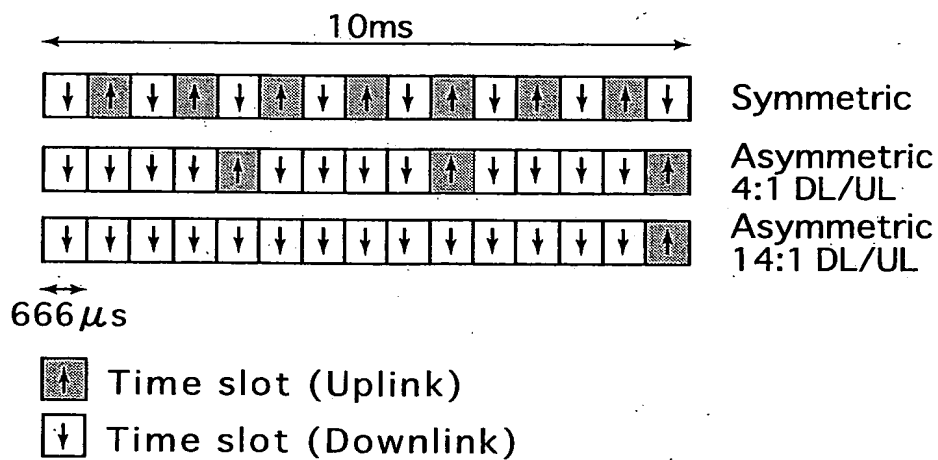 10ms
Symmetric
Asymmetric
4:1 DL/UL
Asymmetric
14:1 DL/UL
666μs
Time slot (Uplink)
Time slot (Downlink)